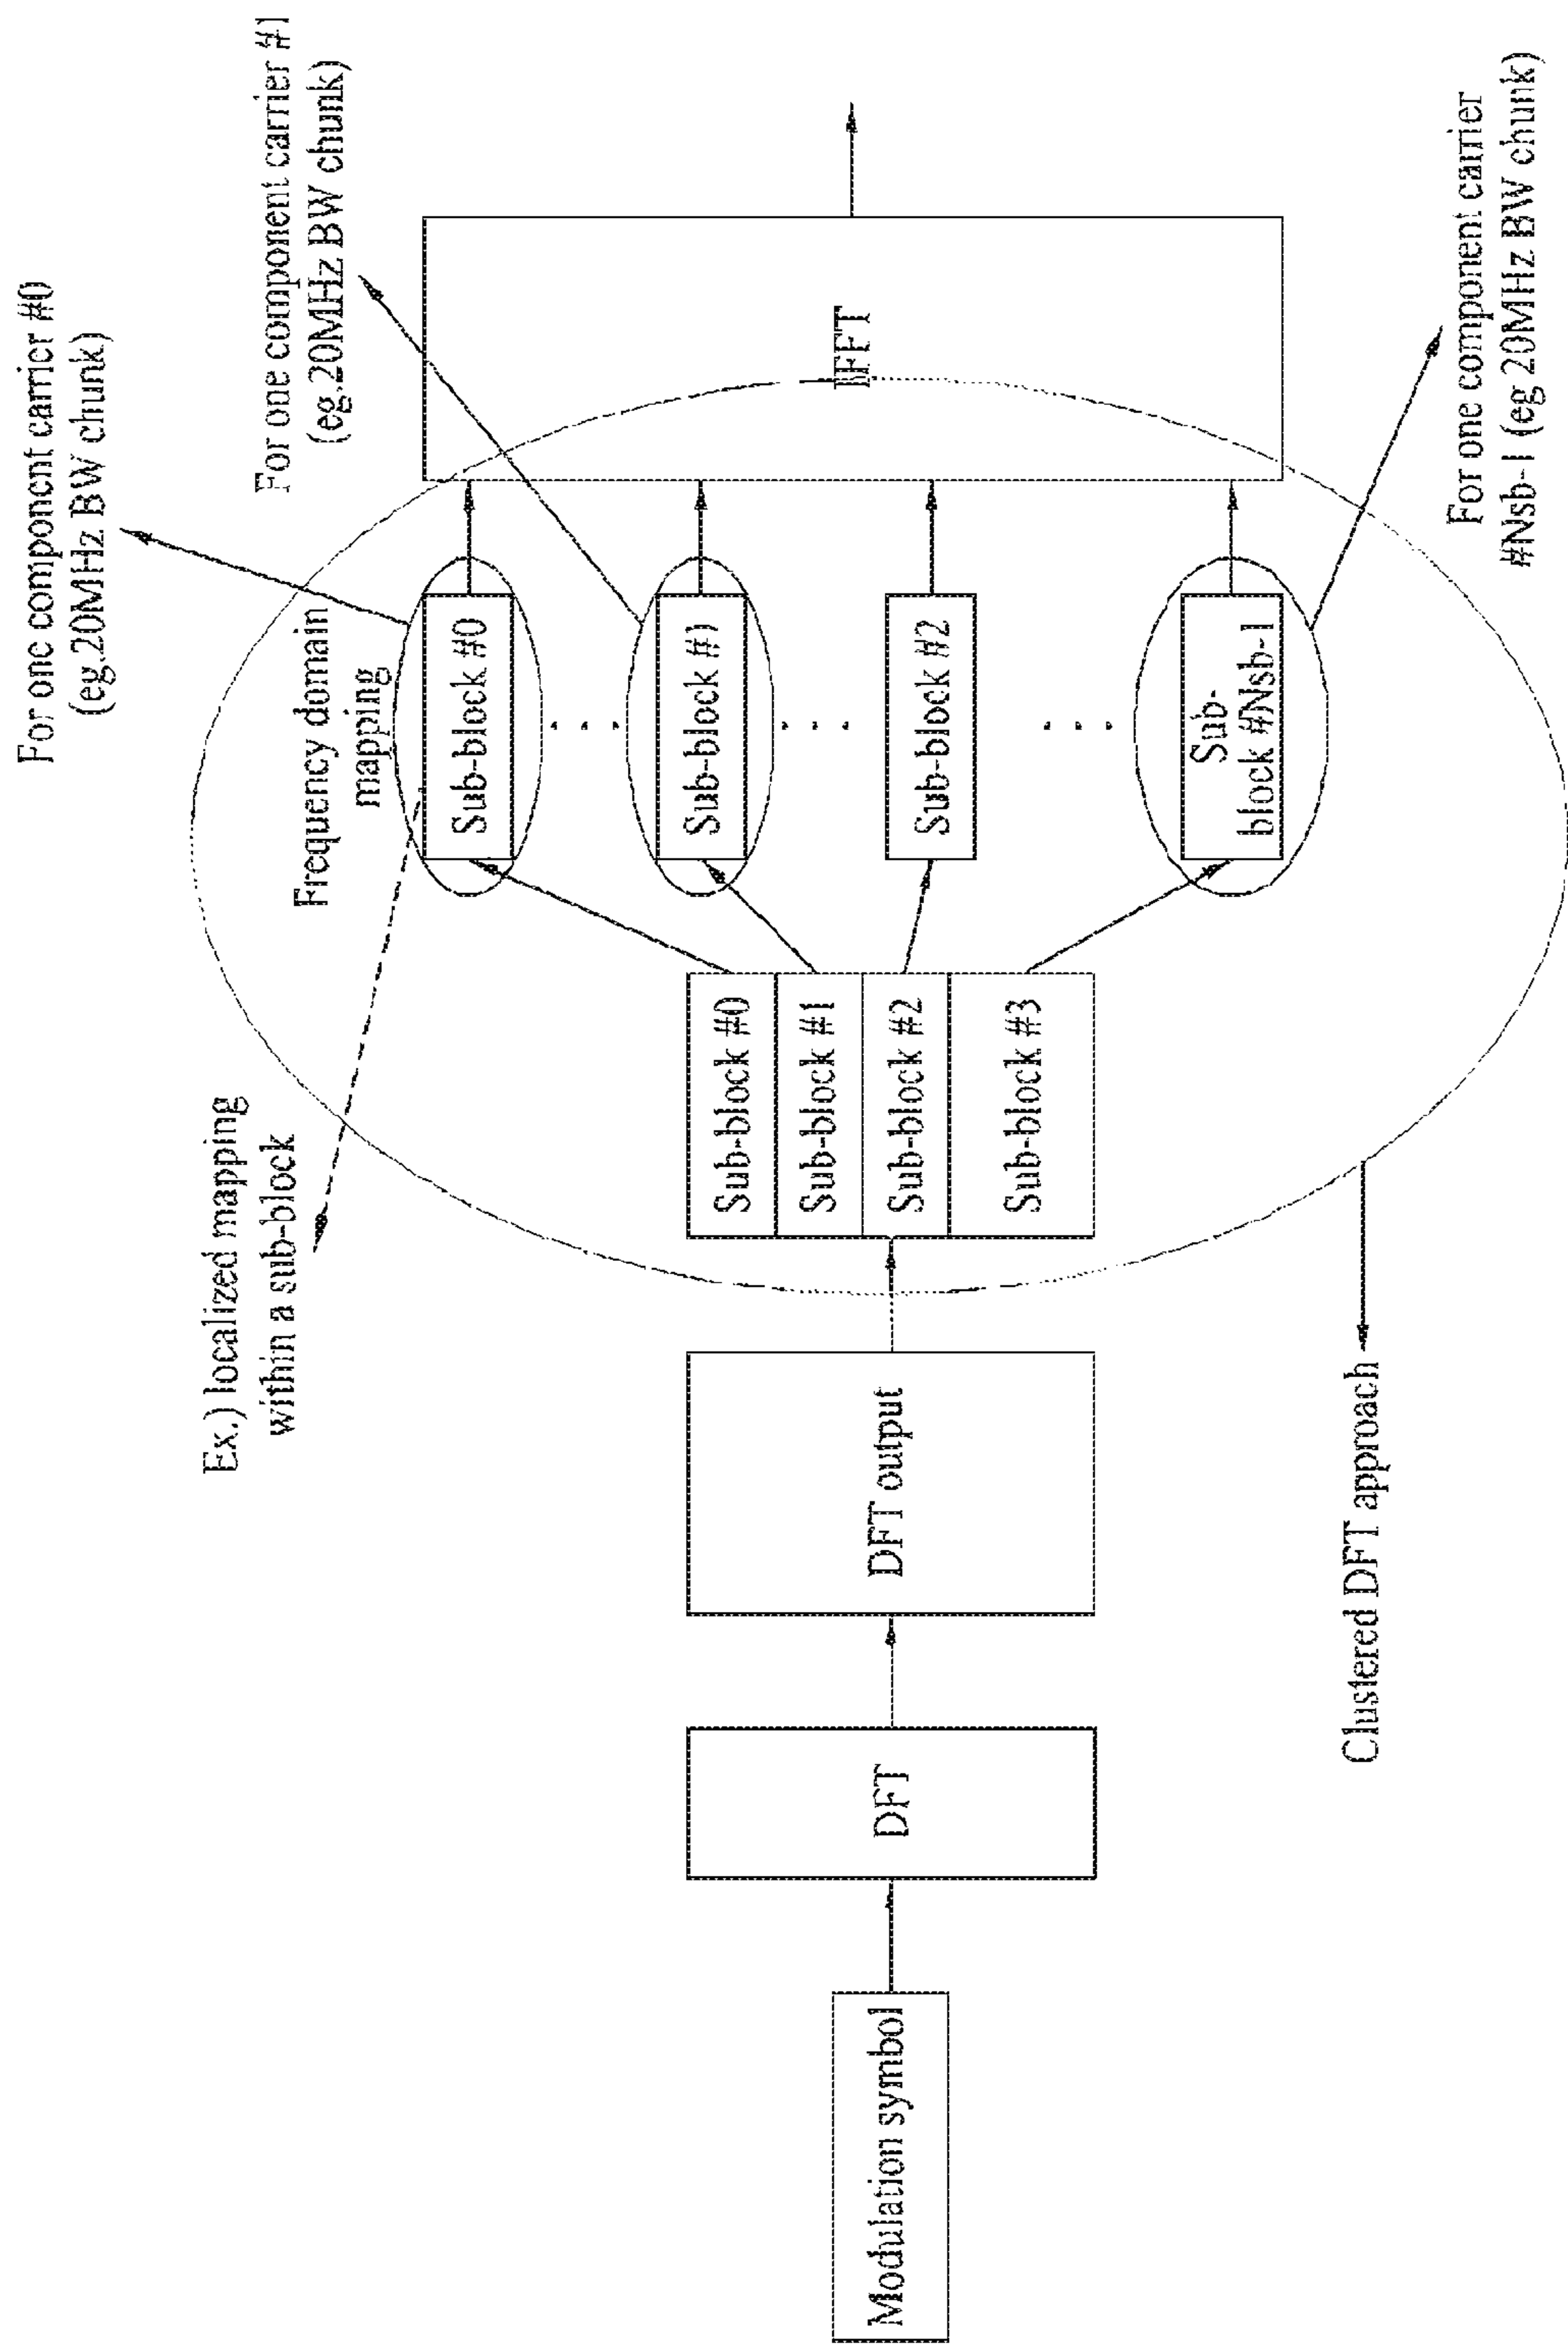 For one component carrier #0
(eg.20MHz BW chunk)
For one component carrier #1
(eg.20MHz BW chunk)
Ex.) localized mapping
within a sub-block
Frequency domain
mapping
Modulation symbol
DFT
DFT output
Sub-block #0
Sub-block #1
Sub-block #2
Sub-block #3
Sub-block #0
Sub-block #1
Sub-block #2
Sub-
block #Nsb-1
IFFT
Clustered DFT approach
For one component carrier
#Nsb-1 (eg 20MHz BW chunk)